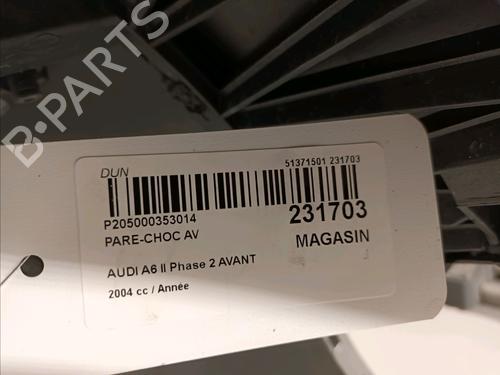 B-PARTS
DUN
51371501 231703
P205000353014
231703
PARE-CHOC AV
MAGASIN
AUDI A6 II Phase 2 AVANT
2004 cc / Année